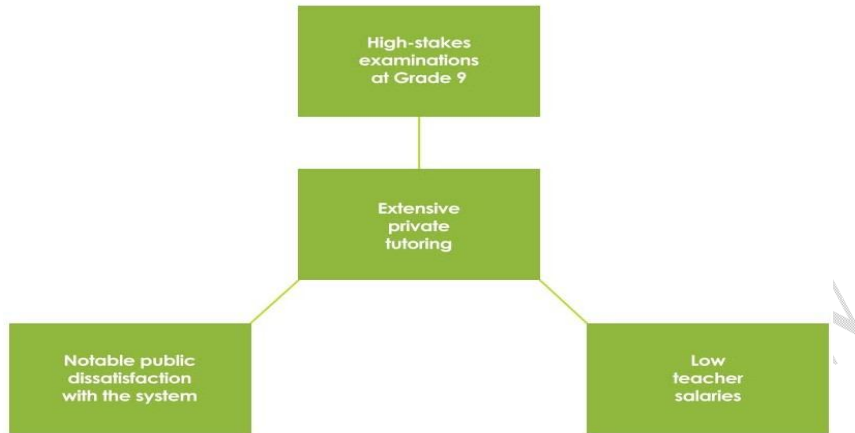 High-stakes
examinations
at Grade 9
Extensive
private
tutoring
Notable public
dissatisfaction
with the system
Low
teacher
salaries